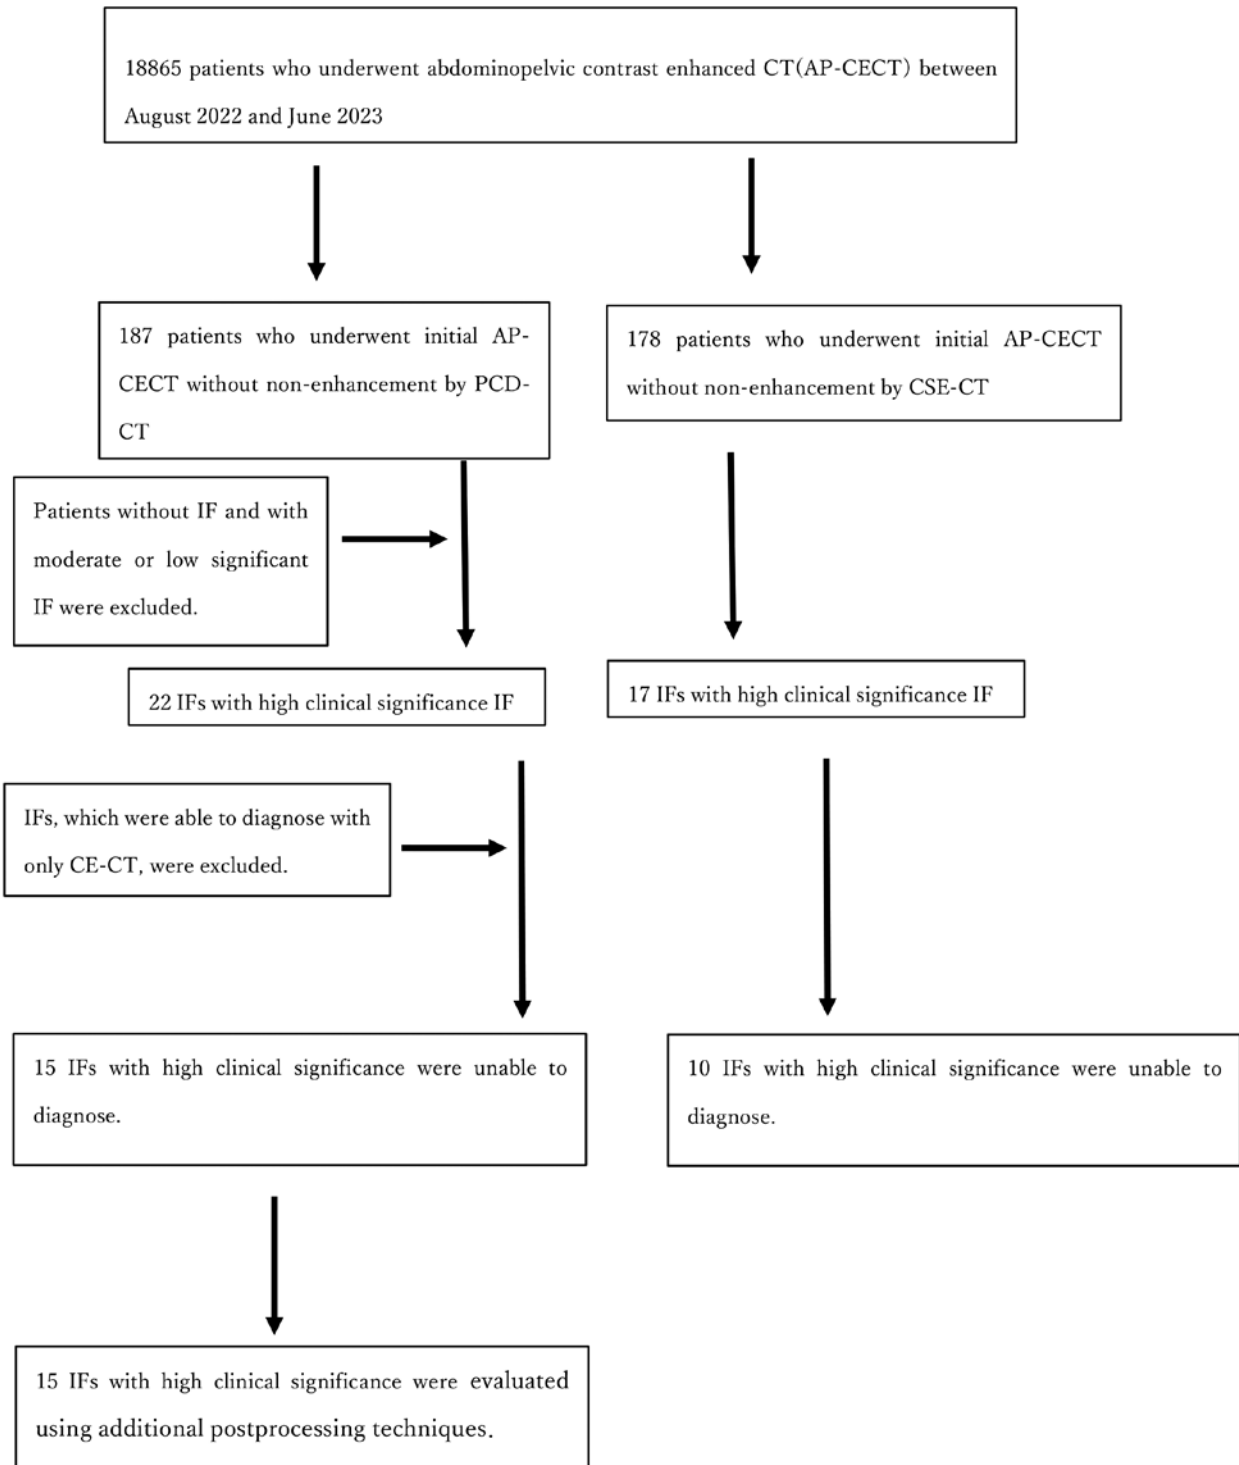 18865 patients who underwent abdominopelvic contrast enhanced CT(AP-CECT) between
August 2022 and June 2023
187 patients who underwent initial AP-
CECT without non-enhancement by PCD-
CT
178 patients who underwent initial AP-CECT
without non-enhancement by CSE-CT
Patients without IF and with
moderate or low significant
IF were excluded.
22 IFs with high clinical significance IF
17 IFs with high clinical significance IF
IFs, which were able to diagnose with
only CE-CT, were excluded.
15 IFs with high clinical significance were unable to
diagnose.
10 IFs with high clinical significance were unable to
diagnose.
15 IFs with high clinical significance were evaluated
using additional postprocessing techniques.